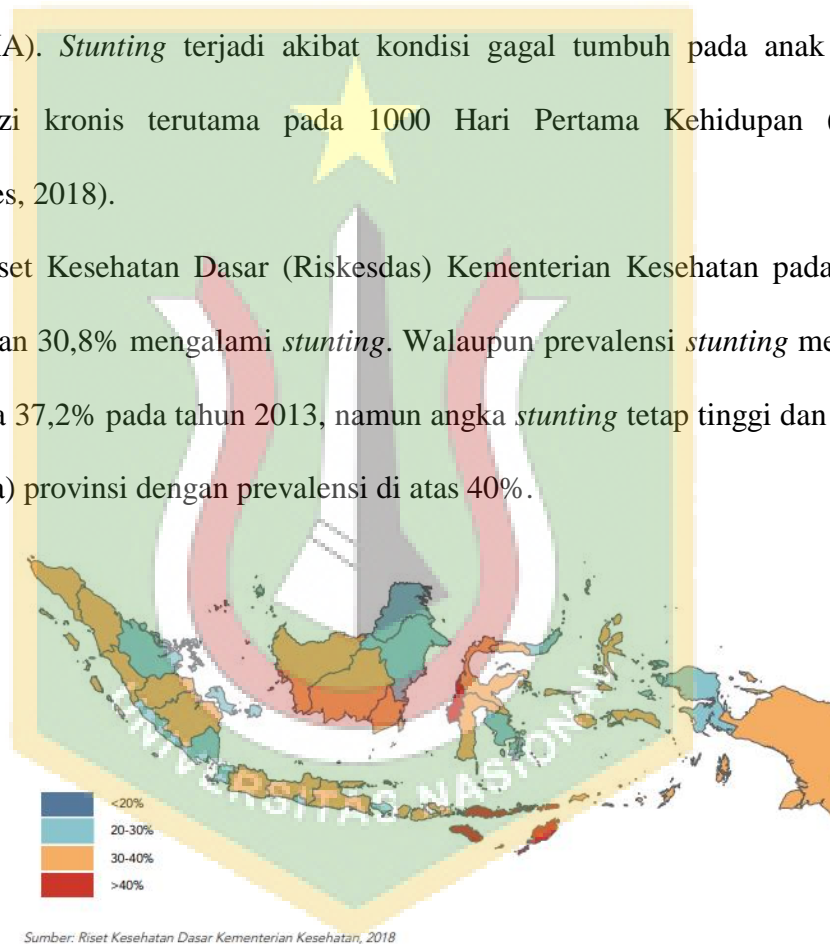 IA). Stunting terjadi akibat kondisi gagal tumbuh pada anak
zi kronis terutama pada 1000 Hari Pertama Kehidupan (
es, 2018).
set Kesehatan Dasar (Riskesdas) Kementerian Kesehatan pada
an 30,8% mengalami stunting. Walaupun prevalensi stunting me
a 37,2% pada tahun 2013, namun angka stunting tetap tinggi dan
a) provinsi dengan prevalensi di atas 40%.
UNIVERSITAS NASIONAL
<20%
20-30%
30-40%
>40%
Sumber: Riset Kesehatan Dasar Kementerian Kesehatan, 2018